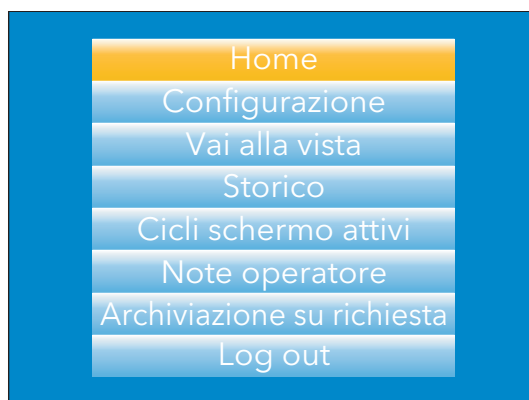 Home
Configurazione
Vai alla vista
Storico
Cicli schermo attivi
Note operatore
Archiviazione su richiesta
Log out